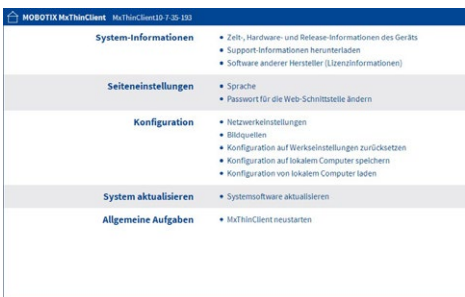 MOBOTIX MxThinClient MxThinClient10-7-35-193
System-Informationen
Zeit-, Hardware- und Release-Informationen des Geräts
Support-Informationen herunterladen
Software anderer Hersteller (Lizenzinformationen)
Seiteneinstellungen
Sprache
Passwort für die Web-Schnittstelle ändern
Konfiguration
Netzwerkeinstellungen
Bildquellen
Konfiguration auf Werkseinstellungen zurücksetzen
Konfiguration auf lokalem Computer speichern
Konfiguration von lokalem Computer laden
System aktualisieren
Systemsoftware aktualisieren
Allgemeine Aufgaben
MxThinClient neustarten